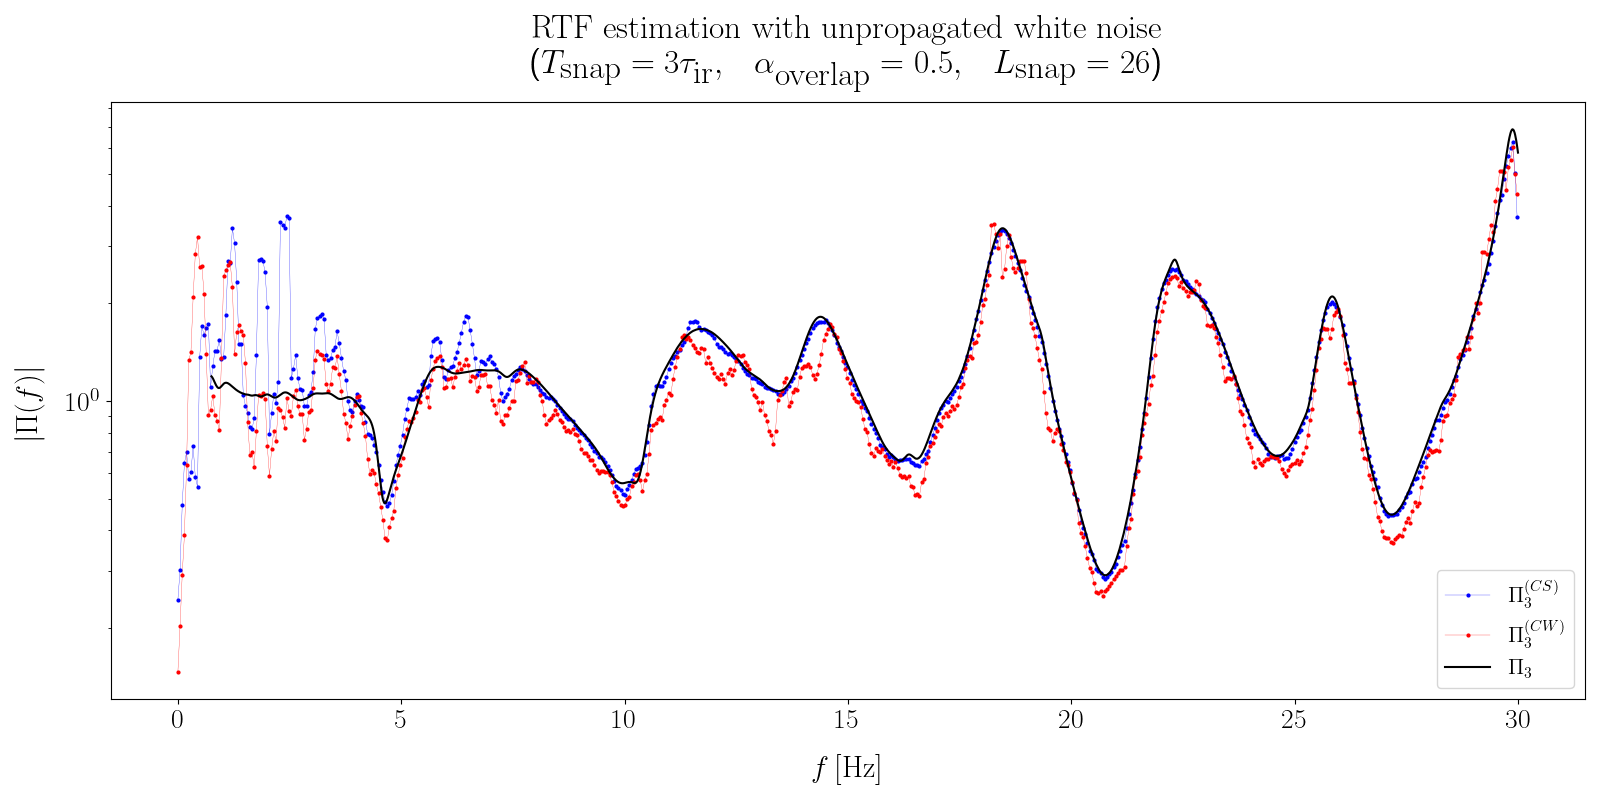 RTF estimation with unpropagated white noise
(T_snap = 3τ_ir, α_overlap = 0.5, L_snap = 26)
|Π(f)|
10^0
0 5 10 15 20 25 30
f [Hz]
Π_3^(CS)
Π_3^(CW)
Π_3